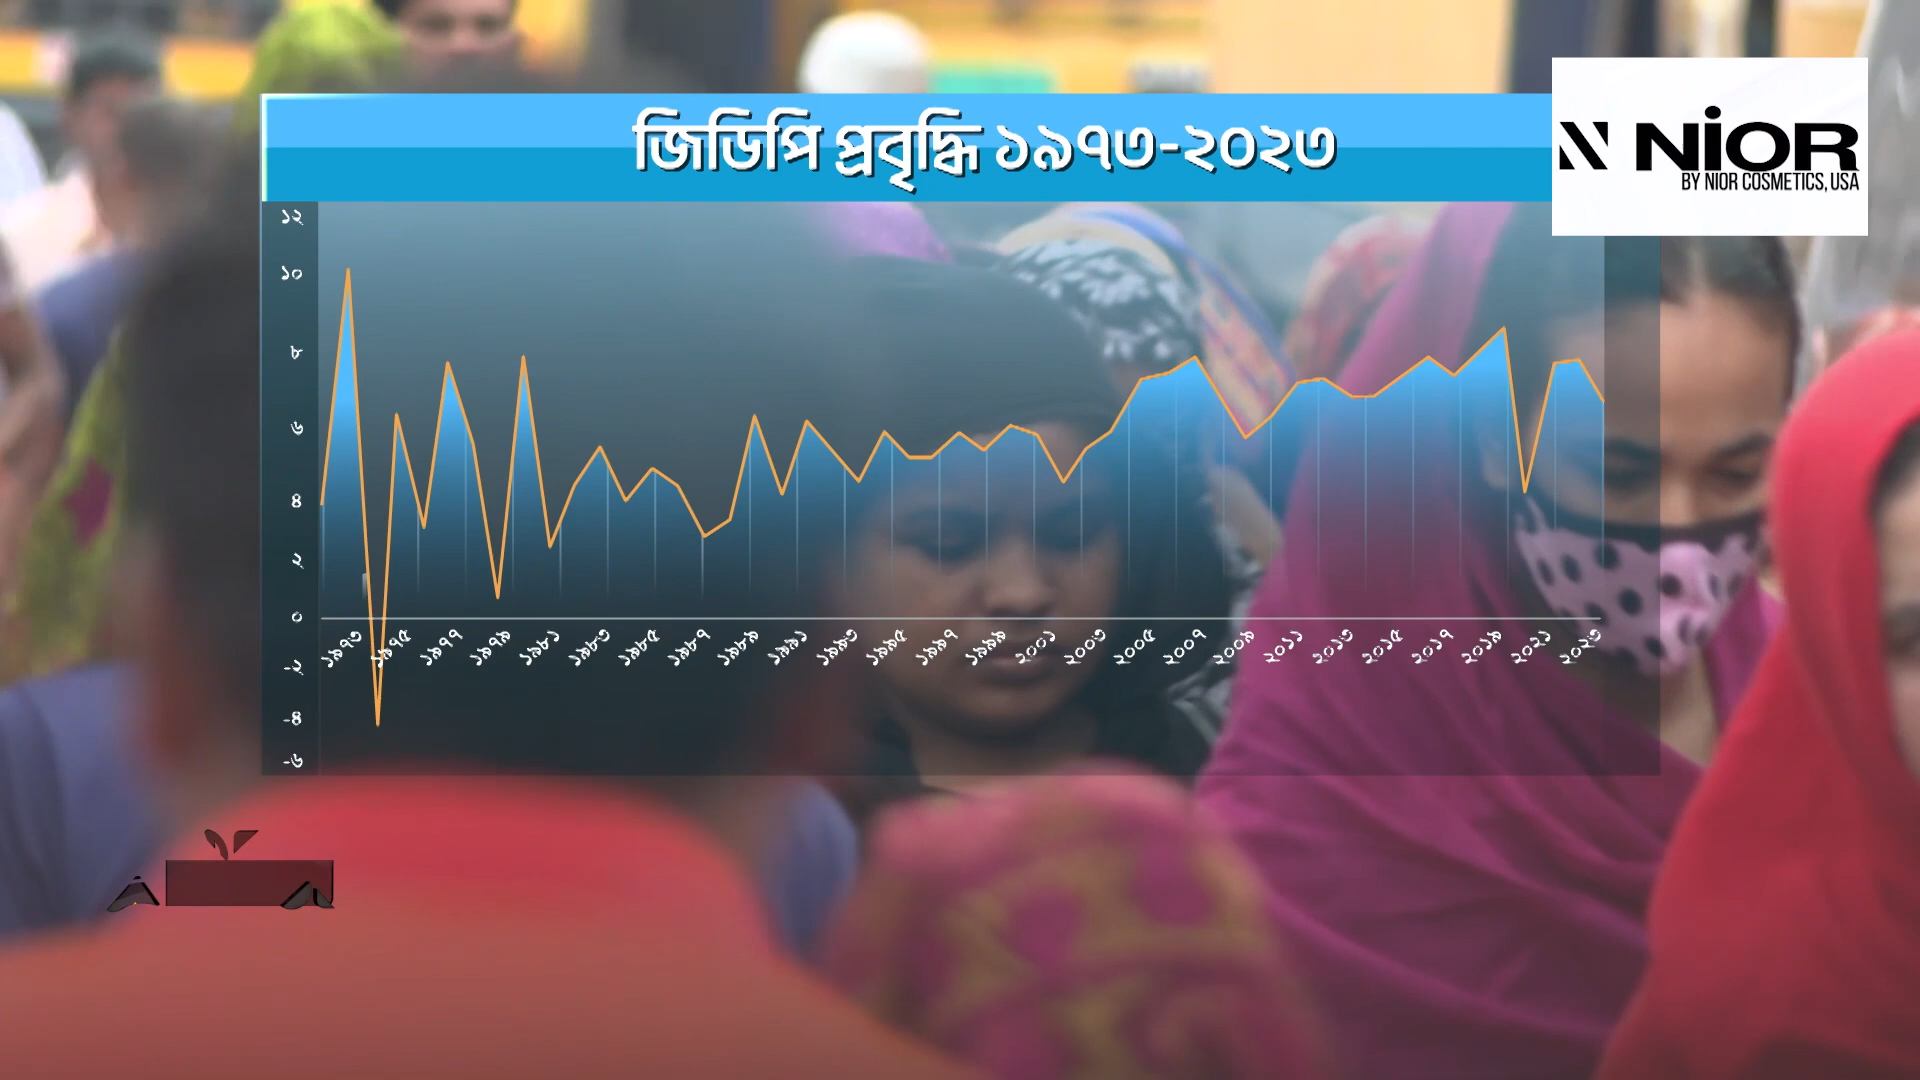 জিডিপি প্রবৃদ্ধি ১৯৭৩-২০২৩
NiOR
BY NIOR COSMETICS, USA
১২
১০
৮
৬
৪
২
০
-২
-৪
-৬
১৯৭৩ ১৯৭৫ ১৯৭৭ ১৯৭৯ ১৯৮১ ১৯৮৩ ১৯৮৫ ১৯৮৭ ১৯৮৯ ১৯৯১ ১৯৯৩ ১৯৯৫ ১৯৯৭ ১৯৯৯ ২০০১ ২০০৩ ২০০৫ ২০০৭ ২০০৯ ২০১১ ২০১৩ ২০১৫ ২০১৭ ২০১৯ ২০২১ ২০২৩